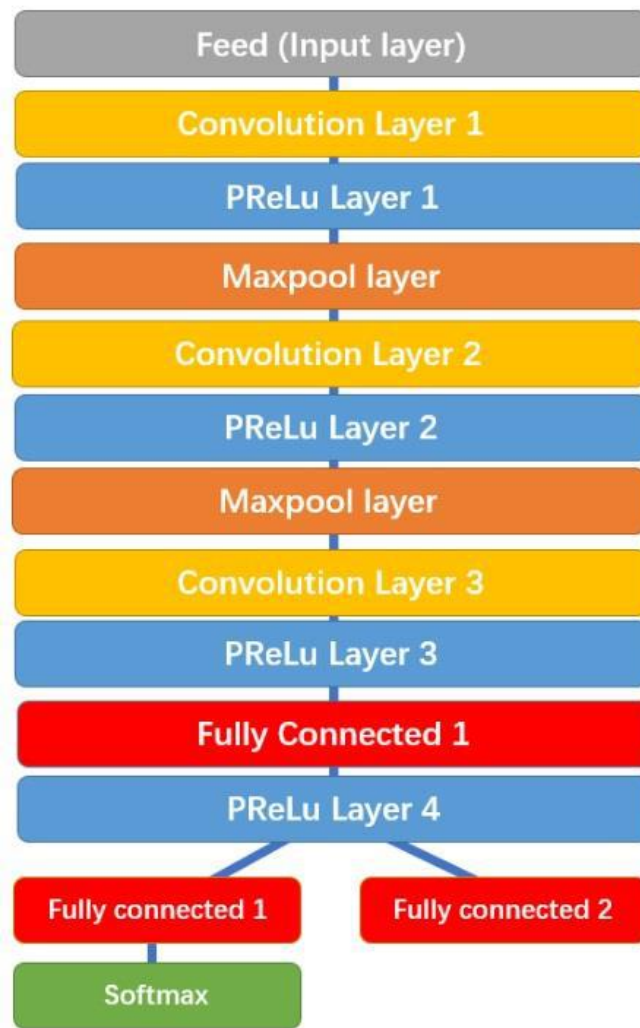 Feed (Input layer)
Convolution Layer 1
PReLu Layer 1
Maxpool layer
Convolution Layer 2
PReLu Layer 2
Maxpool layer
Convolution Layer 3
PReLu Layer 3
Fully Connected 1
PReLu Layer 4
Fully connected 1
Fully connected 2
Softmax